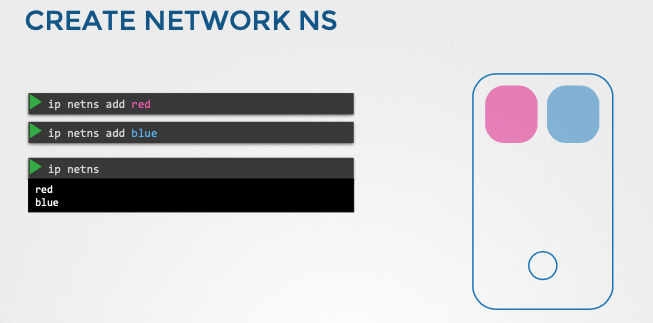 CREATE NETWORK NS
ip netns add red
ip netns add blue
ip netns
red
blue